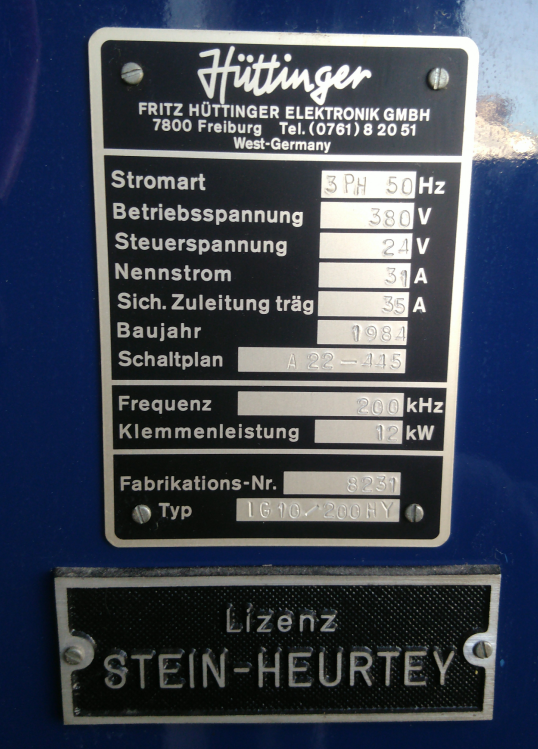 Hüttinger
FRITZ HÜTTINGER ELEKTRONIK GMBH
7800 Freiburg Tel. (0761) 8 20 51
West-Germany
Stromart 3 PH 50 Hz
Betriebsspannung 380 V
Steuerspannung 24 V
Nennstrom 31 A
Sich. Zuleitung träg 35 A
Baujahr 1984
Schaltplan A 22-445
Frequenz 200 kHz
Klemmenleistung 12 kW
Fabrikations-Nr. 8231
Typ IG 10/200 HY
Lizenz
STEIN-HEURTEY